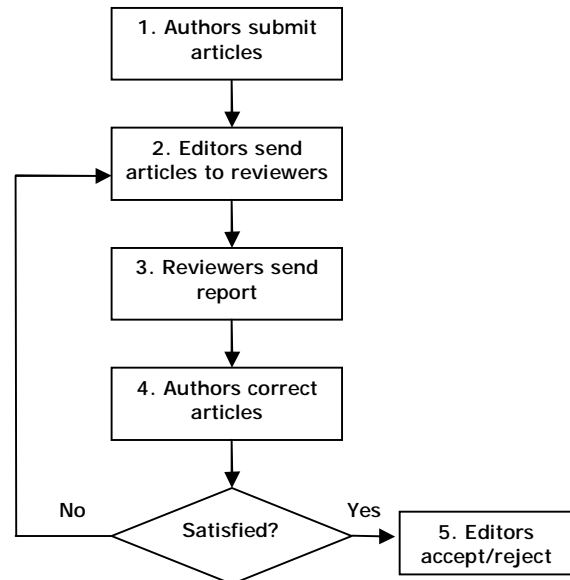 1. Authors submit
articles
2. Editors send
articles to reviewers
3. Reviewers send
report
4. Authors correct
articles
No
Satisfied?
Yes
5. Editors
accept/reject